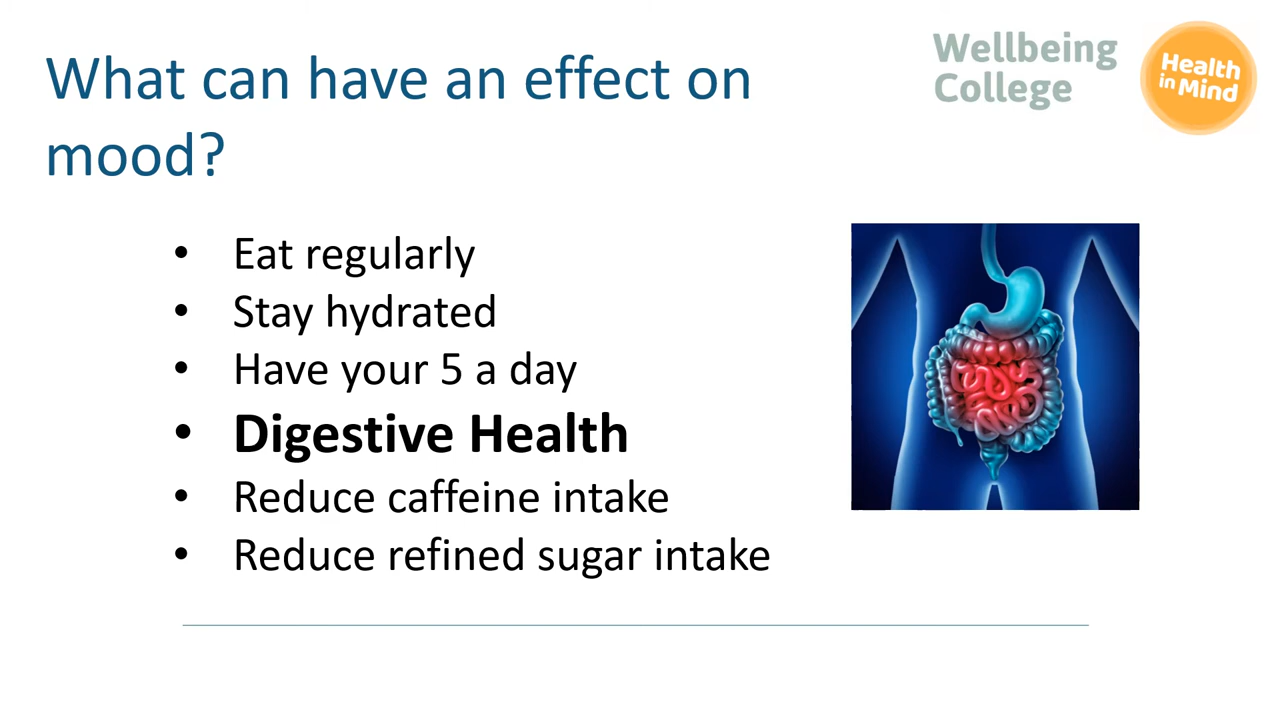 What can have an effect on
mood?
Wellbeing
College
Health
in Mind
• Eat regularly
• Stay hydrated
• Have your 5 a day
• Digestive Health
• Reduce caffeine intake
• Reduce refined sugar intake